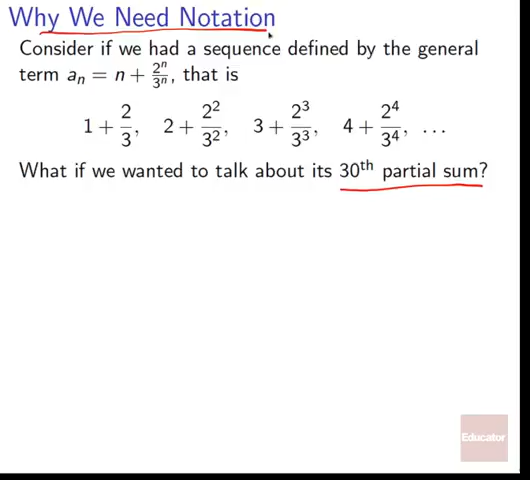 Why We Need Notation
Consider if we had a sequence defined by the general
term aₙ = n + 2ⁿ/3ⁿ, that is
1 + 2/3, 2 + 2²/3², 3 + 2³/3³, 4 + 2⁴/3⁴, ...
What if we wanted to talk about its 30ᵗʰ partial sum?
Educator